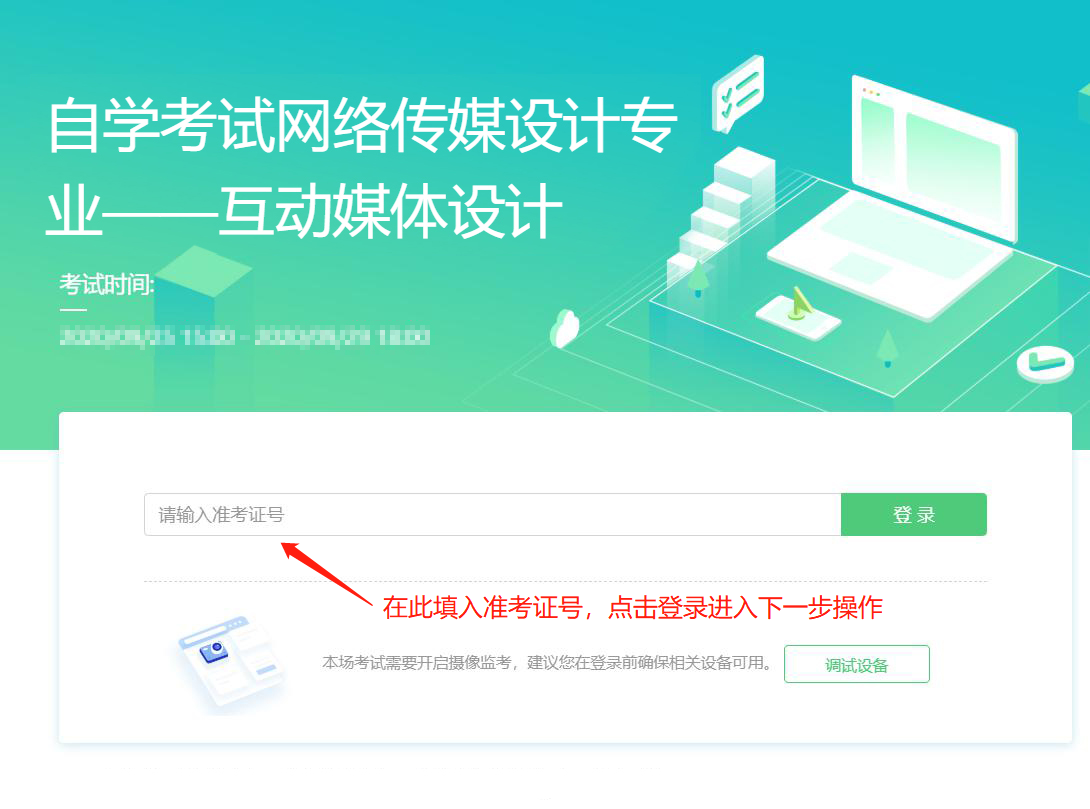 自学考试网络传媒设计专
业——互动媒体设计
考试时间:
请输入准考证号
登录
在此填入准考证号，点击登录进入下一步操作
本场考试需要开启摄像监考，建议您在登录前确保相关设备可用。
调试设备